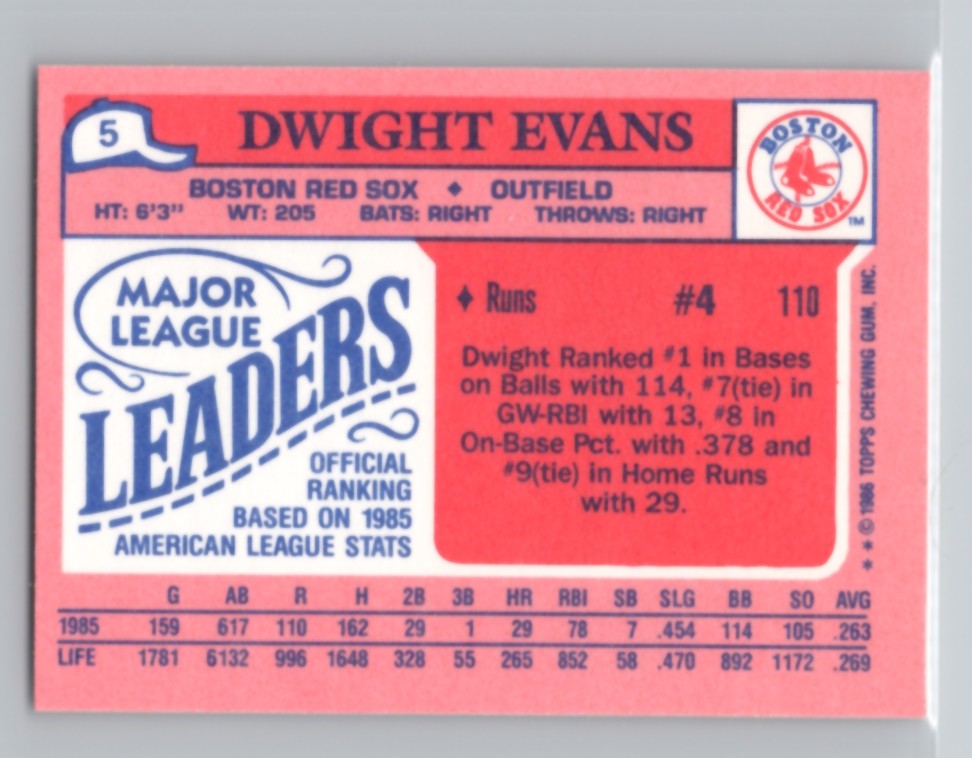 5
DWIGHT EVANS
BOSTON RED SOX ♦ OUTFIELD
HT: 6'3" WT: 205 BATS: RIGHT THROWS: RIGHT
BOSTON
RED SOX
TM
MAJOR
LEAGUE
LEADERS
OFFICIAL
RANKING
BASED ON 1985
AMERICAN LEAGUE STATS
♦ Runs #4 110
Dwight Ranked #1 in Bases
on Balls with 114, #7(tie) in
GW-RBI with 13, #8 in
On-Base Pct. with .378 and
#9(tie) in Home Runs
with 29.
* * © 1986 TOPPS CHEWING GUM, INC.
G AB R H 2B 3B HR RBI SB SLG BB SO AVG
1985 159 617 110 162 29 1 29 78 7 .454 114 105 .263
LIFE 1781 6132 996 1648 328 55 265 852 58 .470 892 1172 .269